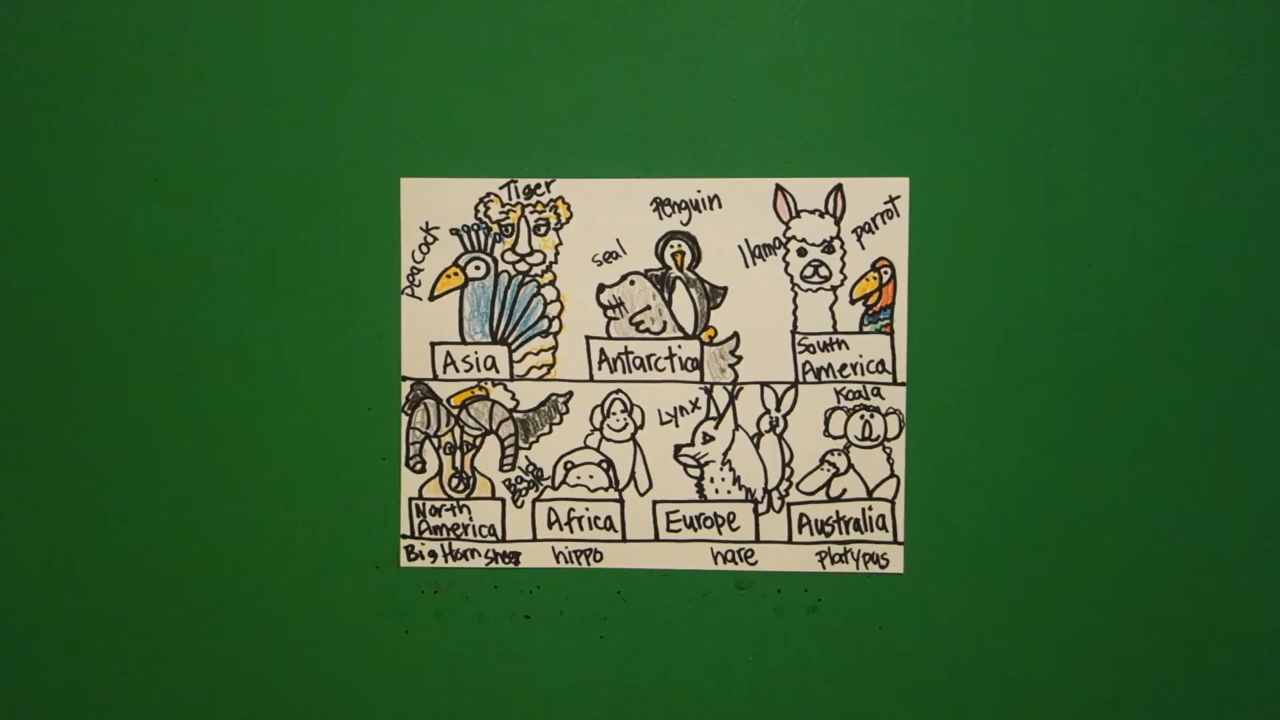 Tiger
Peacock
Penguin
seal
llama
parrot
Asia
Antarctica
South
America
Koala
Lynx
Bald
Eagle
North
America
Africa
Europe
Australia
Big Horn Sheep
hippo
hare
platypus